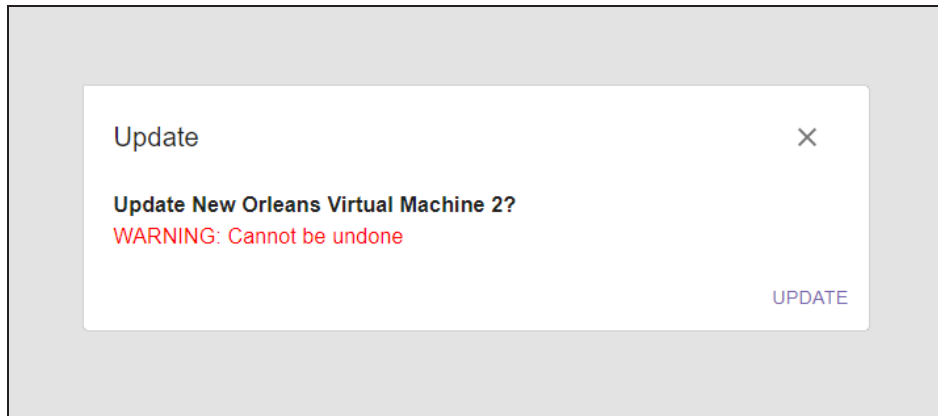 Update
Update New Orleans Virtual Machine 2?
WARNING: Cannot be undone
UPDATE